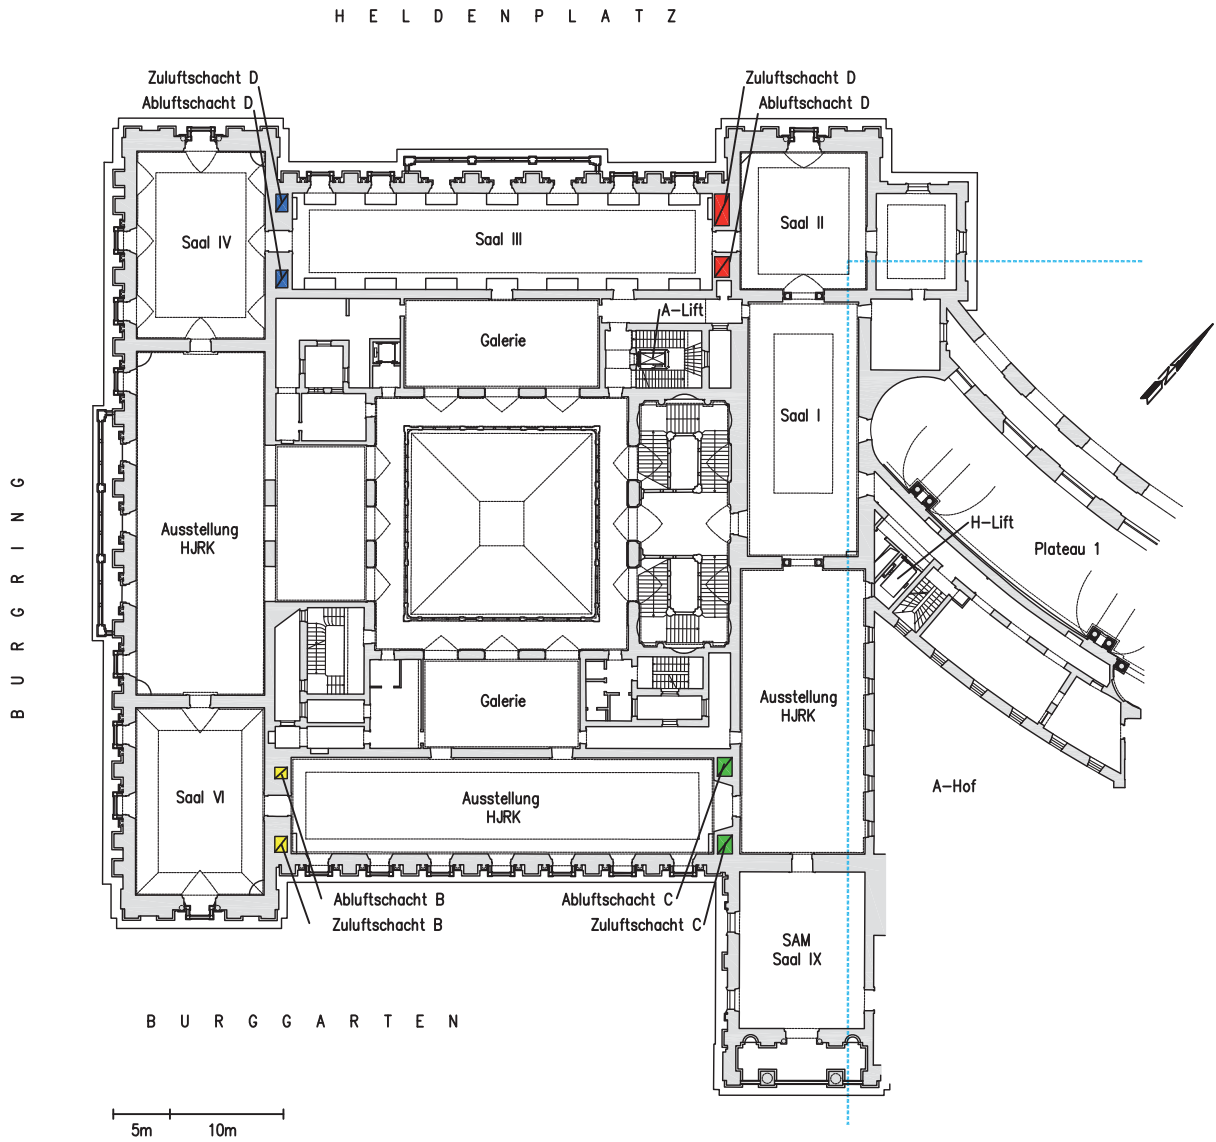 H E L D E N P L A T Z
Zuluftschacht D
Abluftschacht D
Zuluftschacht D
Abluftschacht D
Saal IV
Saal III
Saal II
A-Lift
Galerie
Saal I
B U R G R I N G
Ausstellung
HJRK
H-Lift
Plateau 1
Galerie
Ausstellung
HJRK
Saal VI
Ausstellung
HJRK
A-Hof
Abluftschacht B
Zuluftschacht B
Abluftschacht C
Zuluftschacht C
SAM
Saal IX
B U R G G A R T E N
5m 10m